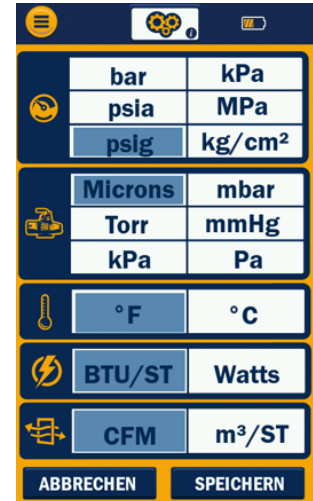 i
bar kPa
psia MPa
psig kg/cm²
Microns mbar
Torr mmHg
kPa Pa
°F °C
BTU/ST Watts
CFM m³/ST
ABBRECHEN SPEICHERN